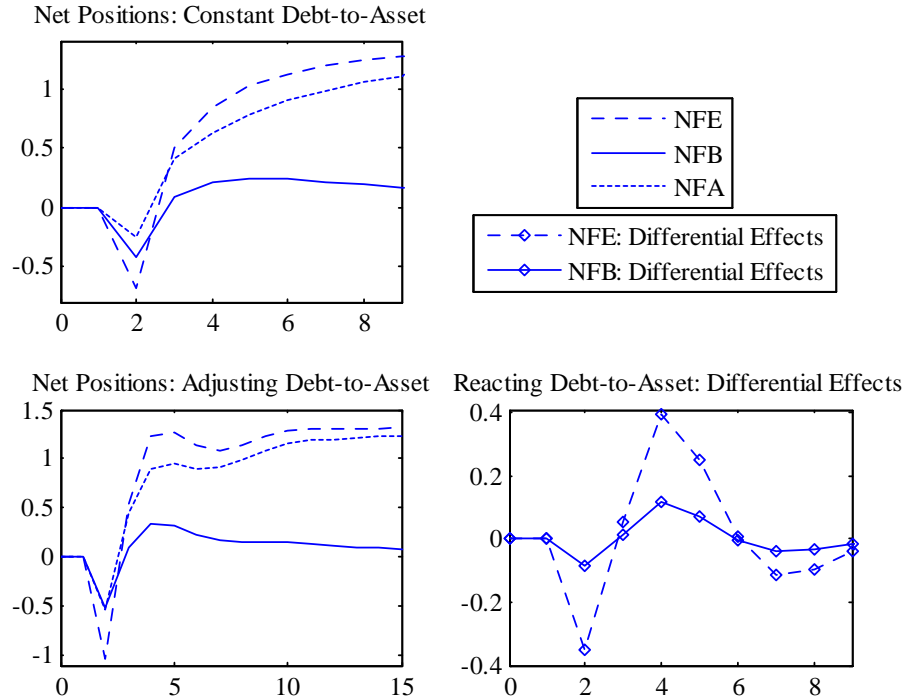 Net Positions: Constant Debt-to-Asset
1
0.5
0
-0.5
0 2 4 6 8
NFE
NFB
NFA
NFE: Differential Effects
NFB: Differential Effects
Net Positions: Adjusting Debt-to-Asset
1.5
1
0.5
0
-0.5
-1
0 5 10 15
Reacting Debt-to-Asset: Differential Effects
0.4
0.2
0
-0.2
-0.4
0 2 4 6 8